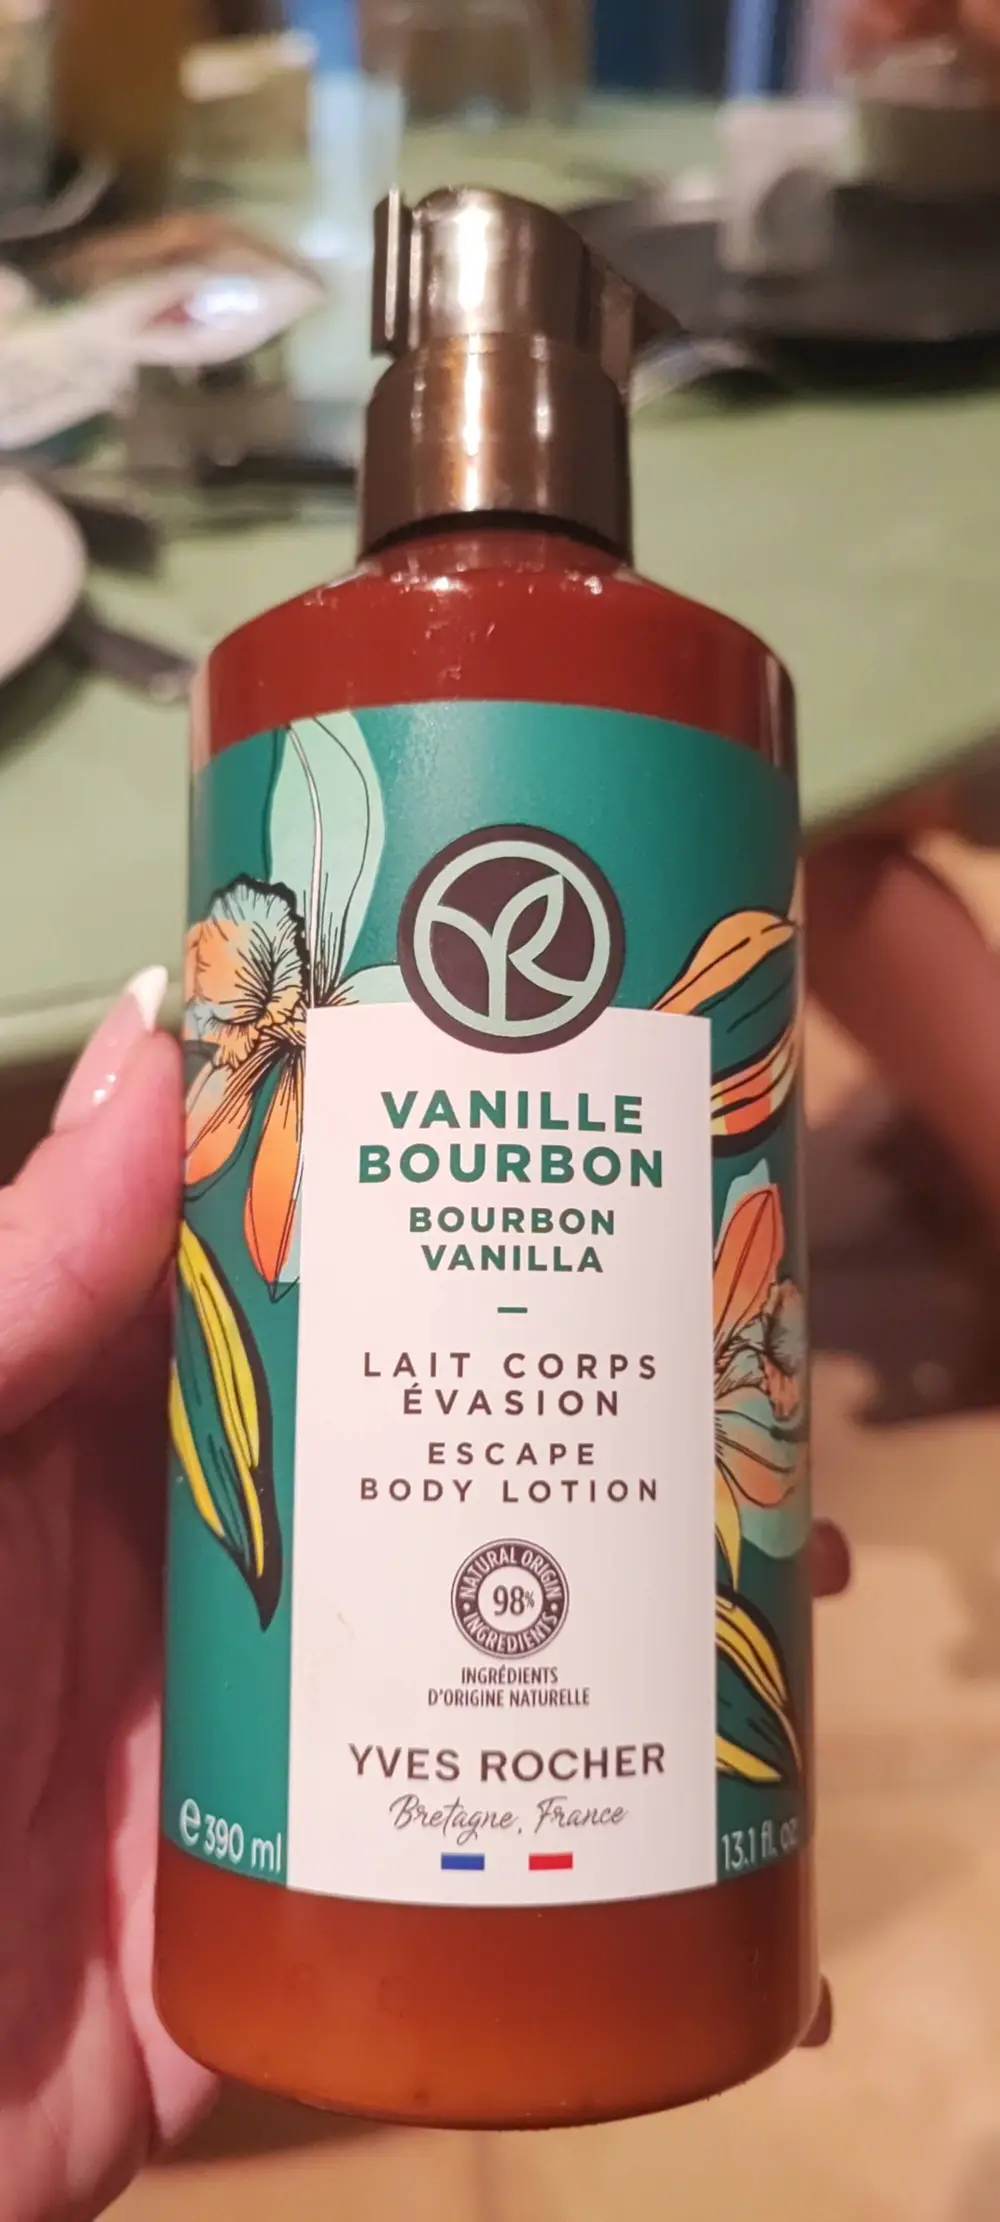 VANILLE
BOURBON
BOURBON
VANILLA
LAIT CORPS
ÉVASION
ESCAPE
BODY LOTION
NATURAL ORIGIN
98%
INGREDIENTS
INGRÉDIENTS
D'ORIGINE NATURELLE
YVES ROCHER
Bretagne, France
e 390 ml
13.1 fl. oz